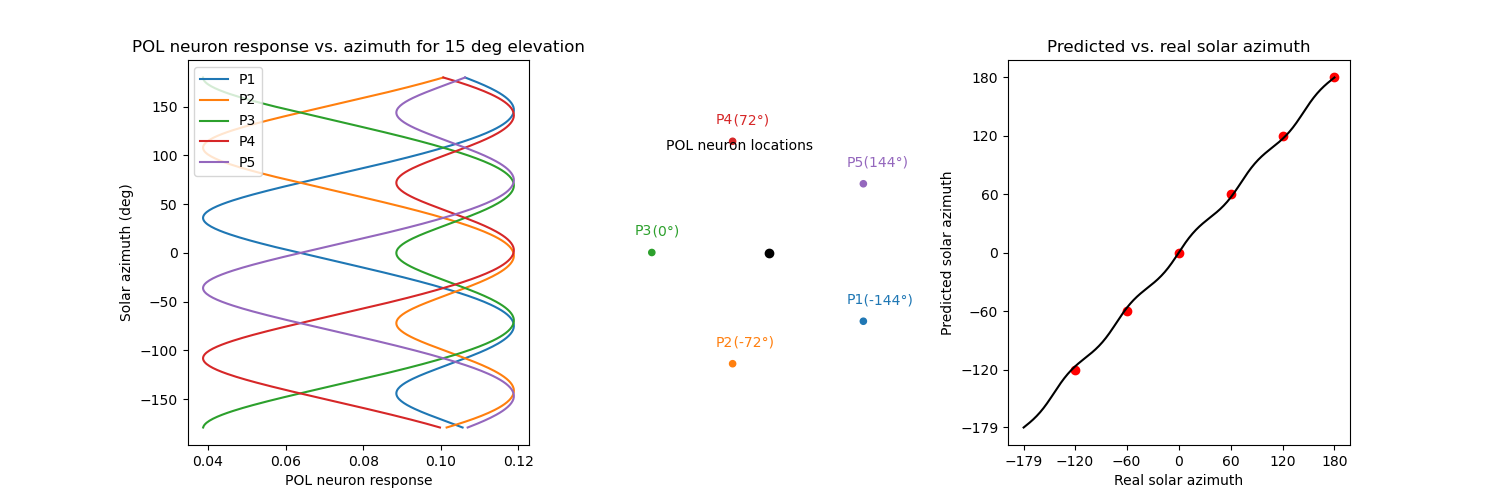 POL neuron response vs. azimuth for 15 deg elevation
P1
P2
P3
P4
P5
150
100
50
0
−50
−100
−150
Solar azimuth (deg)
0.04
0.06
0.08
0.10
0.12
POL neuron response
P4(72°)
POL neuron locations
P5(144°)
P3(0°)
P1(-144°)
P2(-72°)
Predicted vs. real solar azimuth
180
120
60
0
−60
−120
−179
Predicted solar azimuth
−179
−120
−60
0
60
120
180
Real solar azimuth